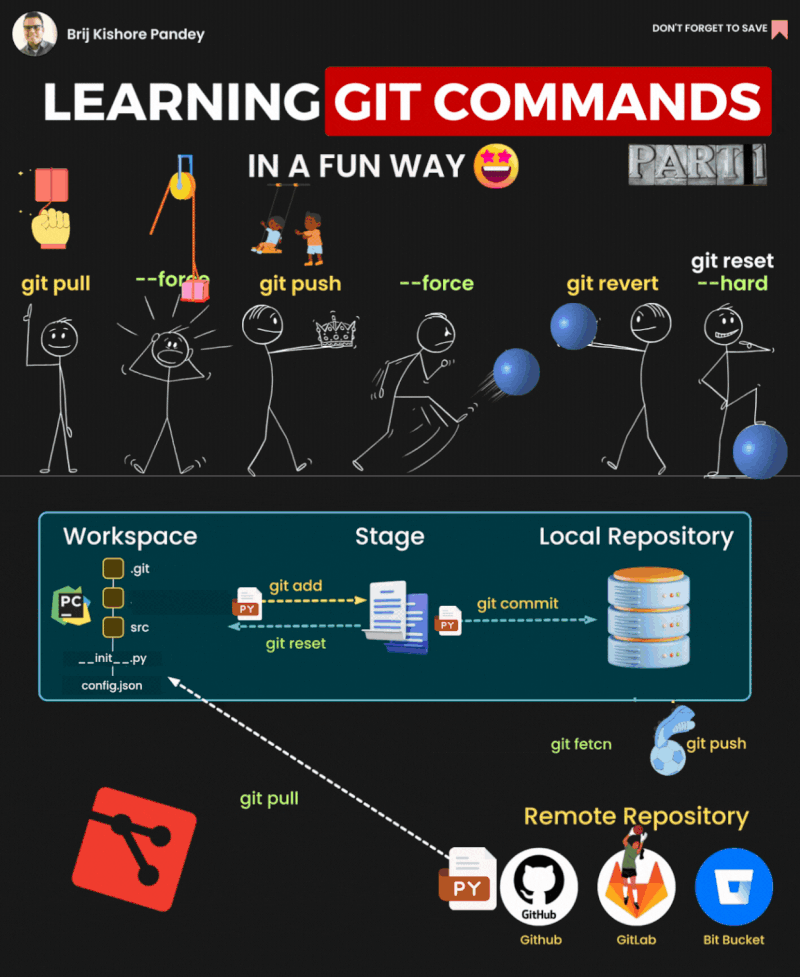 Brij Kishore Pandey
DON'T FORGET TO SAVE
LEARNING GIT COMMANDS
IN A FUN WAY
PART 1
git pull
--force
git push
--force
git revert
git reset
--hard
Workspace
Stage
Local Repository
.git
PC
.
src
__init__.py
config.json
PY
git add
git reset
PY
git commit
git fetcn
git push
git pull
Remote Repository
PY
GitHub
Github
GitLab
Bit Bucket